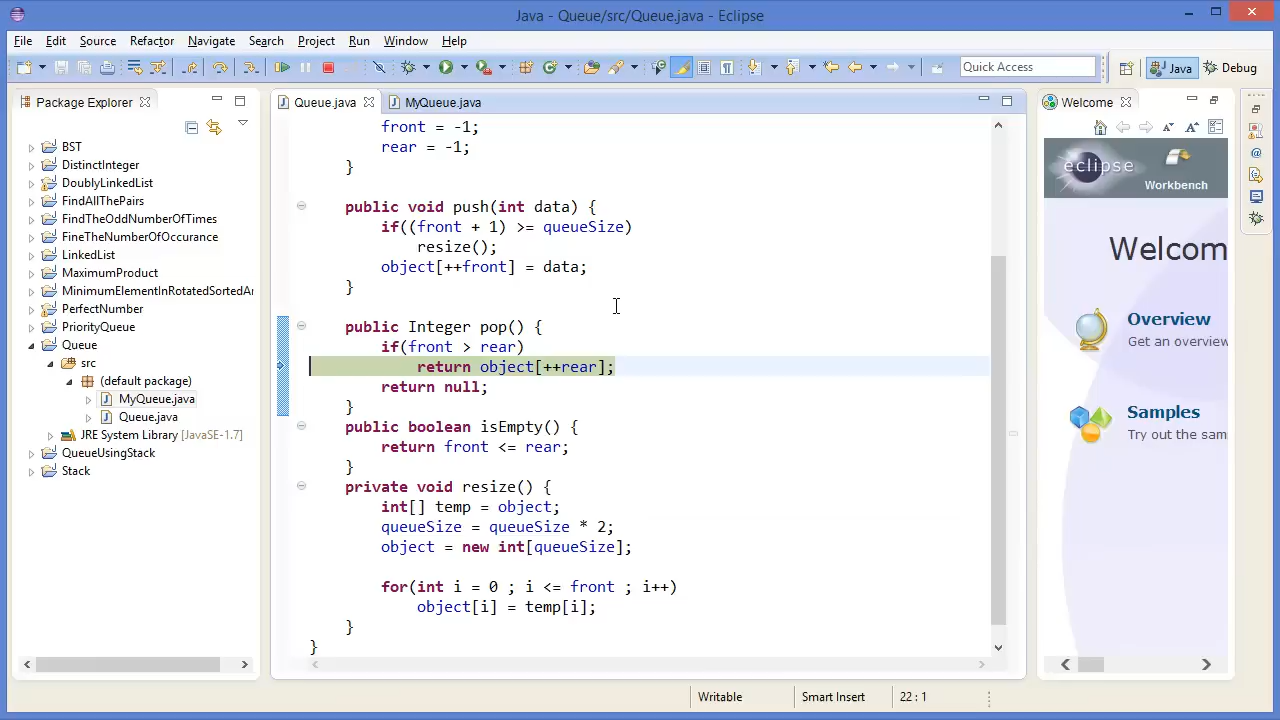 Java - Queue/src/Queue.java - Eclipse
File Edit Source Refactor Navigate Search Project Run Window Help
Quick Access
Java
Debug
Package Explorer
Queue.java
MyQueue.java
Welcome
BST
DistinctInteger
DoublyLinkedList
FindAllThePairs
FindTheOddNumberOfTimes
FineTheNumberOfOccurance
LinkedList
MaximumProduct
MinimumElementInRotatedSortedAr
PerfectNumber
PriorityQueue
Queue
src
(default package)
MyQueue.java
Queue.java
JRE System Library [JavaSE-1.7]
QueueUsingStack
Stack
front = -1;
rear = -1;
}
public void push(int data) {
if((front + 1) >= queueSize)
resize();
object[++front] = data;
}
public Integer pop() {
if(front > rear)
return object[++rear];
return null;
}
public boolean isEmpty() {
return front <= rear;
}
private void resize() {
int[] temp = object;
queueSize = queueSize * 2;
object = new int[queueSize];
for(int i = 0 ; i <= front ; i++)
object[i] = temp[i];
}
}
eclipse
Workbench
Welcom
Overview
Get an overview
Samples
Try out the sam
Writable
Smart Insert
22 : 1